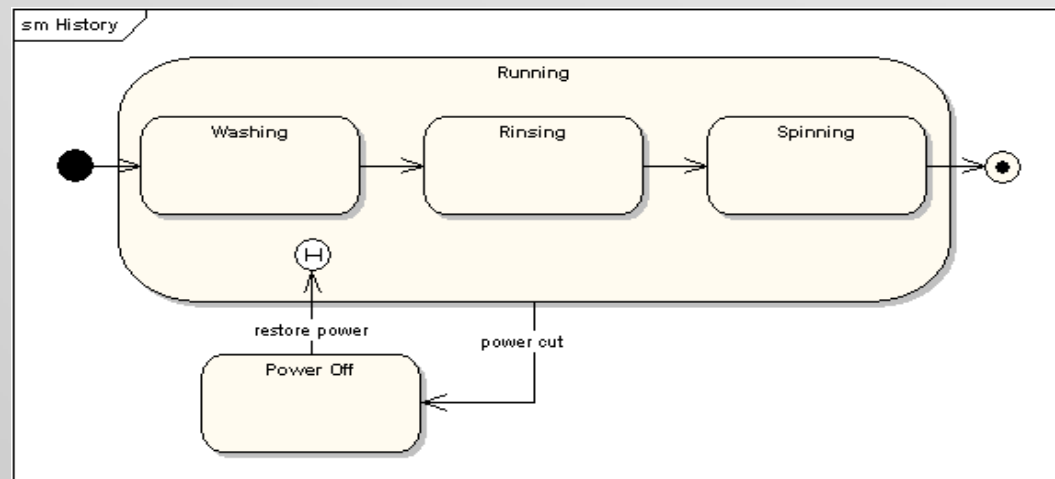 sm History
Running
Washing
Rinsing
Spinning
H
restore power
power cut
Power Off